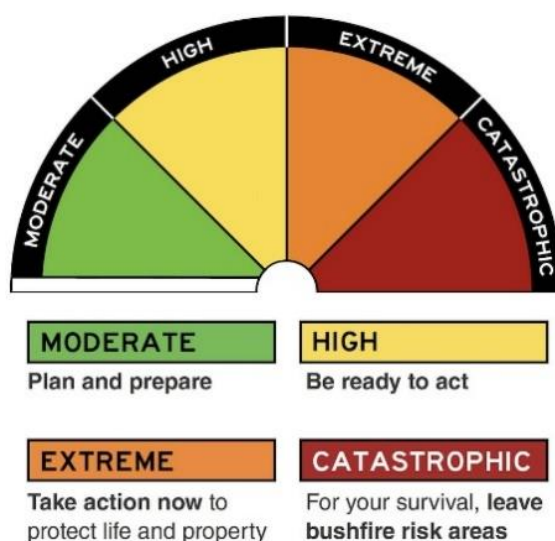 MODERATE
HIGH
EXTREME
CATASTROPHIC
MODERATE
Plan and prepare
HIGH
Be ready to act
EXTREME
Take action now to
protect life and property
CATASTROPHIC
For your survival, leave
bushfire risk areas